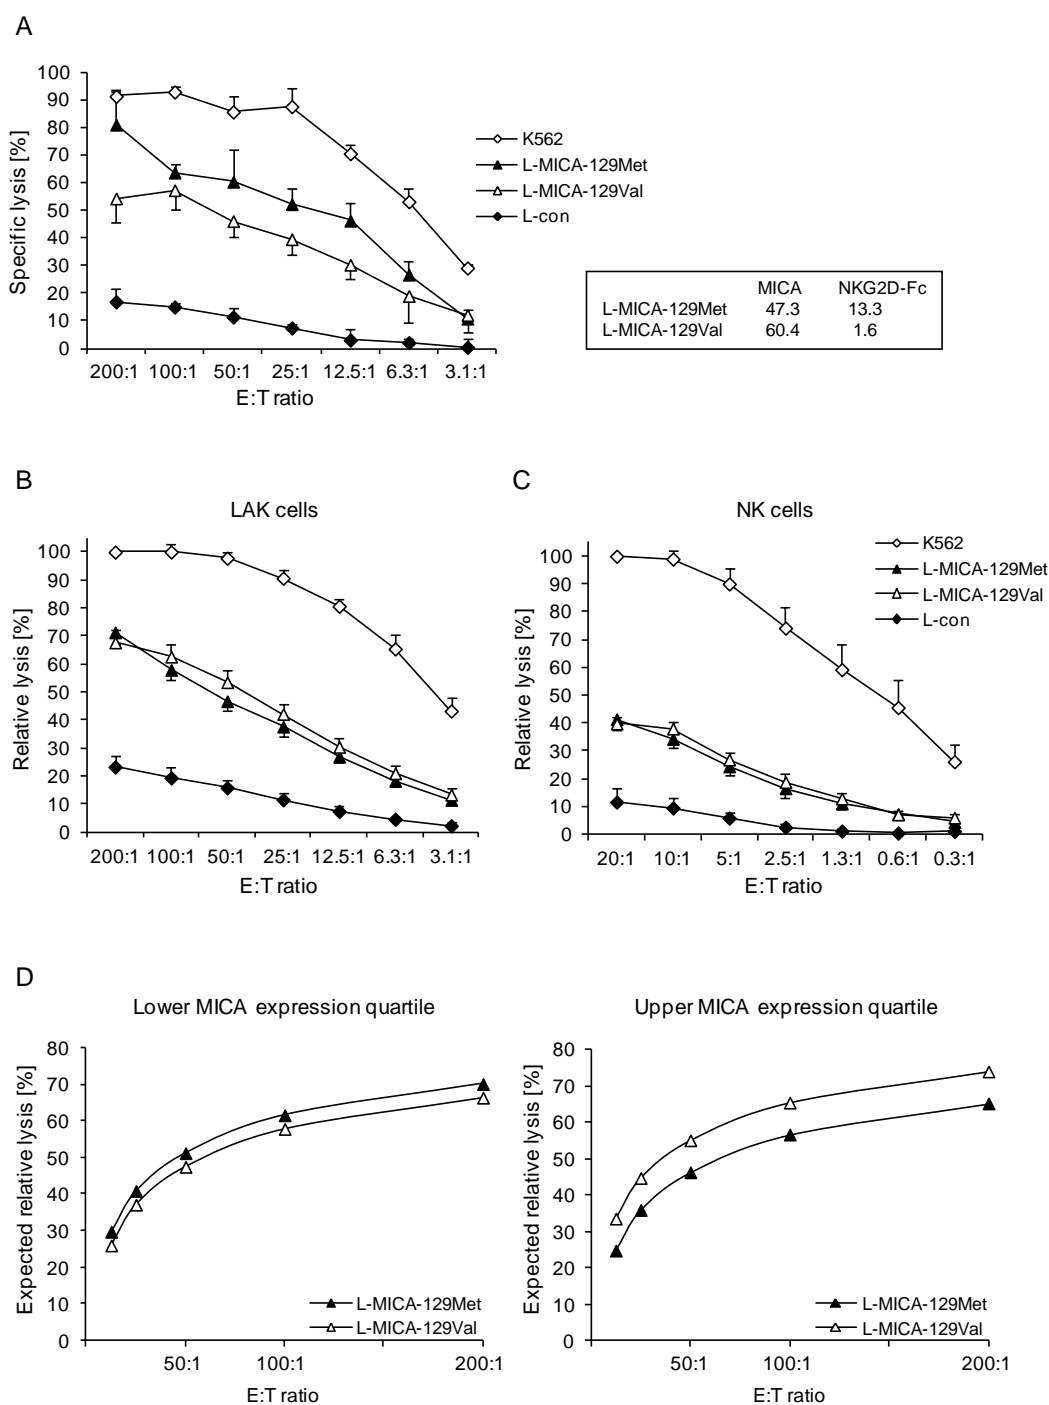 A
Specific lysis [%]
100
90
80
70
60
50
40
30
20
10
0
200:1 100:1 50:1 25:1 12.5:1 6.3:1 3.1:1
E:T ratio
K562
L-MICA-129Met
L-MICA-129Val
L-con
MICA NKG2D-Fc
L-MICA-129Met 47.3 13.3
L-MICA-129Val 60.4 1.6
B
LAK cells
Relative lysis [%]
100
90
80
70
60
50
40
30
20
10
0
200:1 100:1 50:1 25:1 12.5:1 6.3:1 3.1:1
E:T ratio
C
NK cells
Relative lysis [%]
100
90
80
70
60
50
40
30
20
10
0
20:1 10:1 5:1 2.5:1 1.3:1 0.6:1 0.3:1
E:T ratio
K562
L-MICA-129Met
L-MICA-129Val
L-con
D
Lower MICA expression quartile
Expected relative lysis [%]
80
70
60
50
40
30
20
10
0
50:1 100:1 200:1
E:T ratio
L-MICA-129Met
L-MICA-129Val
Upper MICA expression quartile
Expected relative lysis [%]
80
70
60
50
40
30
20
10
0
50:1 100:1 200:1
E:T ratio
L-MICA-129Met
L-MICA-129Val